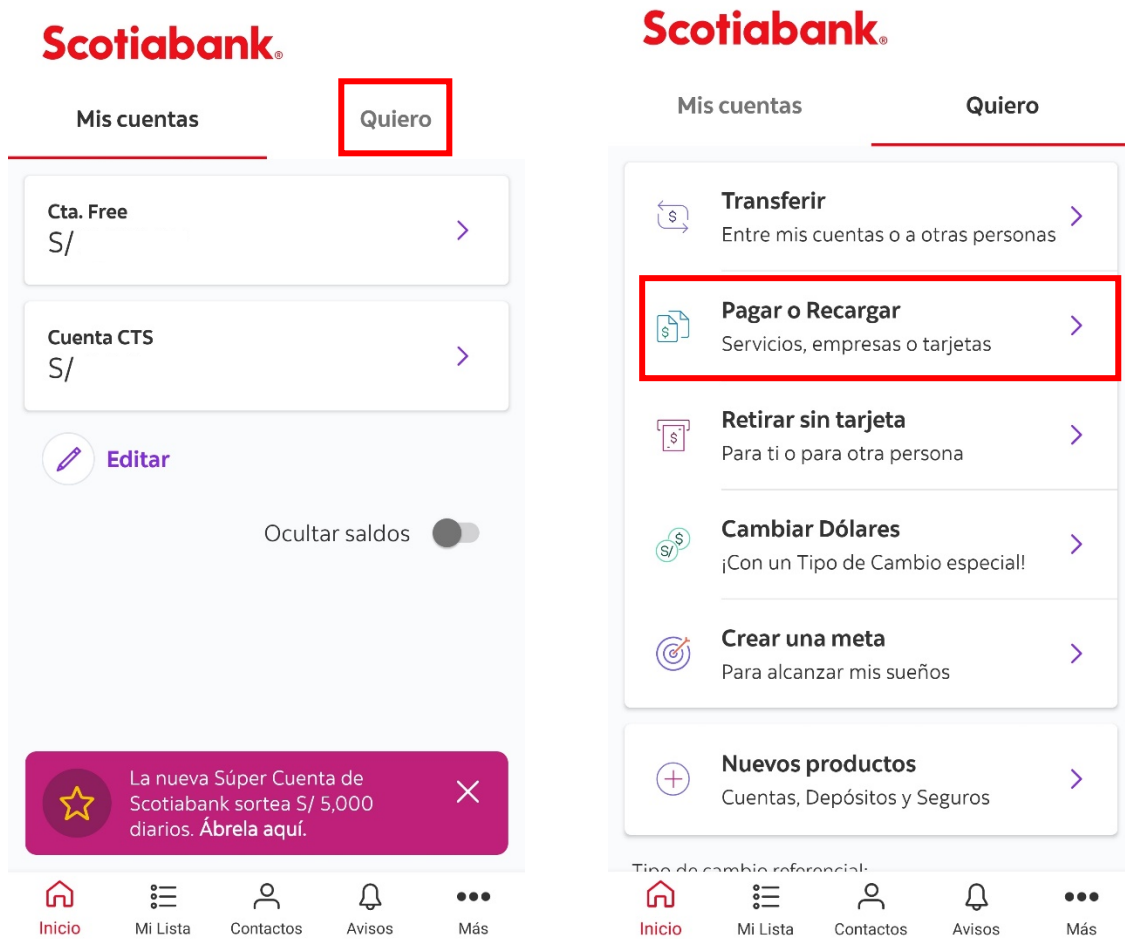 Scotiabank®
Mis cuentas
Quiero
Cta. Free
S/
Cuenta CTS
S/
Editar
Ocultar saldos
La nueva Súper Cuenta de
Scotiabank sortea S/ 5,000
diarios. Ábrela aquí.
Inicio
Mi Lista
Contactos
Avisos
Más
Scotiabank®
Mis cuentas
Quiero
$
Transferir
Entre mis cuentas o a otras personas
$
Pagar o Recargar
Servicios, empresas o tarjetas
$
Retirar sin tarjeta
Para ti o para otra persona
S/ $
Cambiar Dólares
¡Con un Tipo de Cambio especial!
Crear una meta
Para alcanzar mis sueños
Nuevos productos
Cuentas, Depósitos y Seguros
Tipo de cambio referencial:
Inicio
Mi Lista
Contactos
Avisos
Más